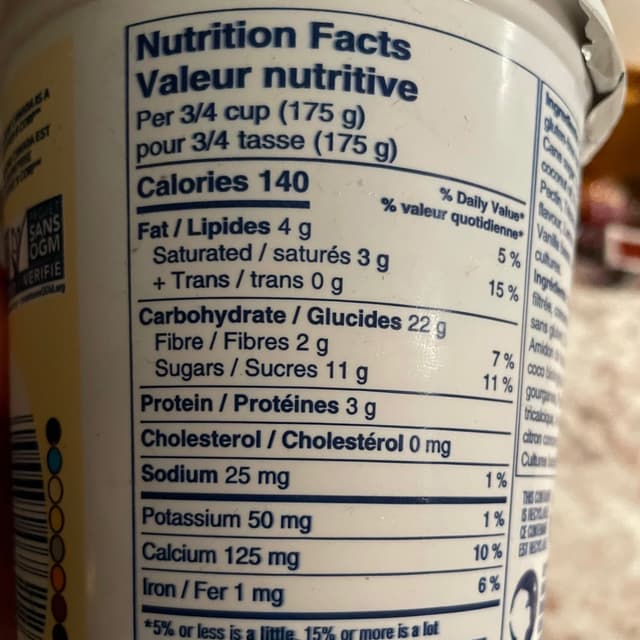 Nutrition Facts
Valeur nutritive
Per 3/4 cup (175 g)
pour 3/4 tasse (175 g)
Calories 140
% Daily Value*
% valeur quotidienne*
Fat / Lipides 4 g 5 %
Saturated / saturés 3 g
+ Trans / trans 0 g 15 %
Carbohydrate / Glucides 22 g
Fibre / Fibres 2 g 7 %
Sugars / Sucres 11 g 11 %
Protein / Protéines 3 g
Cholesterol / Cholestérol 0 mg
Sodium 25 mg 1 %
Potassium 50 mg 1 %
Calcium 125 mg 10 %
Iron / Fer 1 mg 6 %
*5% or less is a little, 15% or more is a lot
SANS
OGM
VÉRIFIÉ